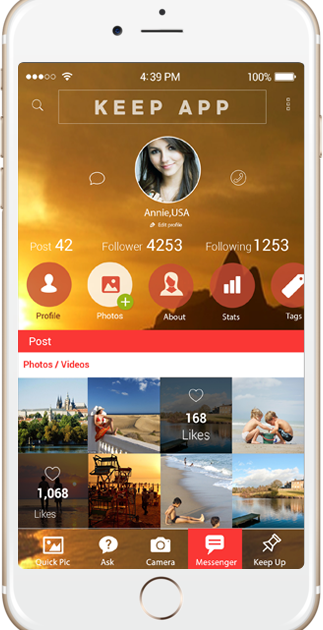 4:39 PM 100%
KEEP APP
Annie,USA
Edit profile
Post 42 Follower 4253 Following 1253
Profile Photos About Stats Tags
Post
Photos / Videos
168
Likes
1,068
Likes
Quick Pic Ask Camera Messenger Keep Up